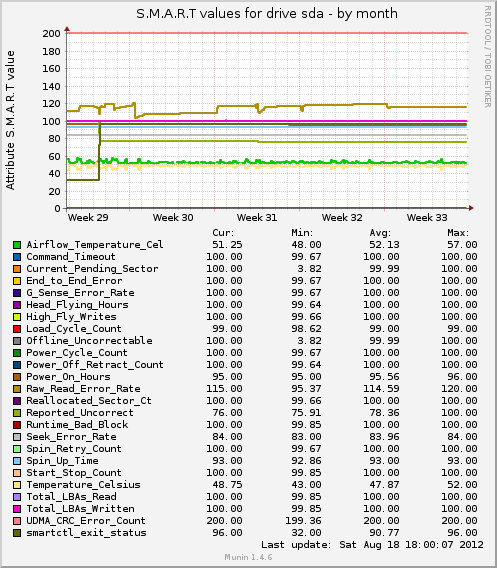 S.M.A.R.T values for drive sda - by month
RRDTOOL / TOBI OETIKER
Attribute S.M.A.R.T value
200
180
160
140
120
100
80
60
40
20
0
Week 29 Week 30 Week 31 Week 32 Week 33
Cur: Min: Avg: Max:
Airflow_Temperature_Cel 51.25 48.00 52.13 57.00
Command_Timeout 100.00 99.67 100.00 100.00
Current_Pending_Sector 100.00 3.82 99.99 100.00
End_to_End_Error 100.00 99.67 100.00 100.00
G_Sense_Error_Rate 100.00 99.67 100.00 100.00
Head_Flying_Hours 100.00 99.64 100.00 100.00
High_Fly_Writes 100.00 99.66 100.00 100.00
Load_Cycle_Count 99.00 98.62 99.00 99.00
Offline_Uncorrectable 100.00 3.82 99.99 100.00
Power_Cycle_Count 100.00 99.67 100.00 100.00
Power_Off_Retract_Count 100.00 99.64 100.00 100.00
Power_On_Hours 95.00 95.00 95.56 96.00
Raw_Read_Error_Rate 115.00 95.37 114.59 120.00
Reallocated_Sector_Ct 100.00 99.66 100.00 100.00
Reported_Uncorrect 76.00 75.91 78.36 100.00
Runtime_Bad_Block 100.00 99.85 100.00 100.00
Seek_Error_Rate 84.00 83.00 83.96 84.00
Spin_Retry_Count 100.00 99.67 100.00 100.00
Spin_Up_Time 93.00 92.86 93.00 93.00
Start_Stop_Count 100.00 99.85 100.00 100.00
Temperature_Celsius 48.75 43.00 47.87 52.00
Total_LBAs_Read 100.00 99.85 100.00 100.00
Total_LBAs_Written 100.00 99.85 100.00 100.00
UDMA_CRC_Error_Count 200.00 199.36 200.00 200.00
smartctl_exit_status 96.00 32.00 90.77 96.00
Last update: Sat Aug 18 18:00:07 2012
Munin 1.4.6